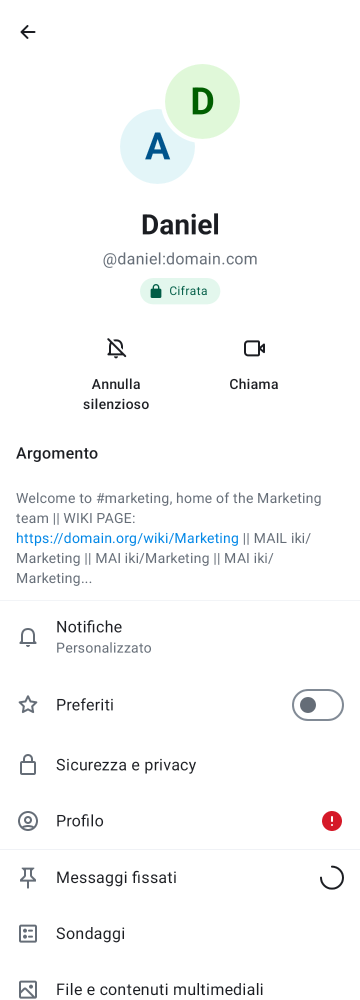 D
A
Daniel
@daniel:domain.com
Cifrata
Annulla
silenzioso
Chiama
Argomento
Welcome to #marketing, home of the Marketing
team || WIKI PAGE:
https://domain.org/wiki/Marketing || MAIL iki/
Marketing || MAI iki/Marketing || MAI iki/
Marketing...
Notifiche
Personalizzato
Preferiti
Sicurezza e privacy
Profilo
Messaggi fissati
Sondaggi
File e contenuti multimediali